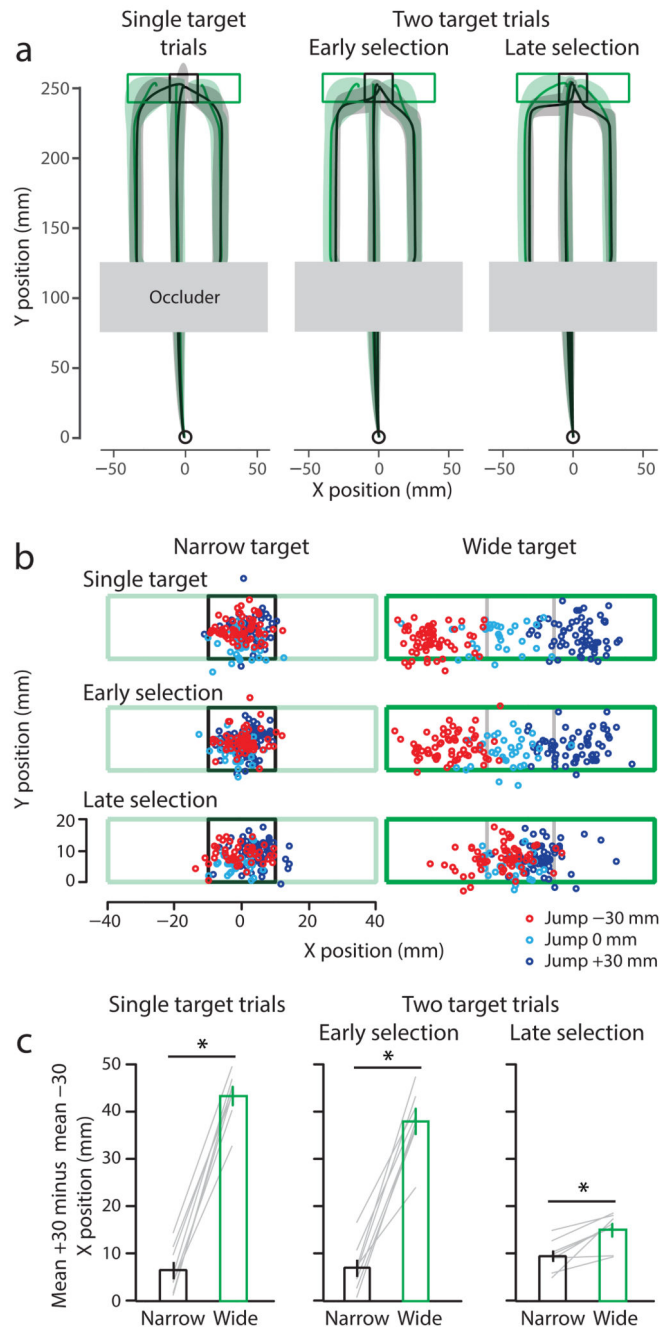 a
Single target
trials
Two target trials
Early selection
Late selection
Y position (mm)
250
200
150
100
50
0
Occluder
−50
0
50
−50
0
50
−50
0
50
X position (mm)
b
Narrow target
Wide target
Single target
Early selection
Late selection
Y position (mm)
20
10
0
−40
−20
0
20
40
X position (mm)
Jump −30 mm
Jump 0 mm
Jump +30 mm
c
Single target trials
Two target trials
Early selection
Late selection
Mean +30 minus mean −30
X position (mm)
50
40
30
20
10
0
*
*
*
Narrow Wide
Narrow Wide
Narrow Wide